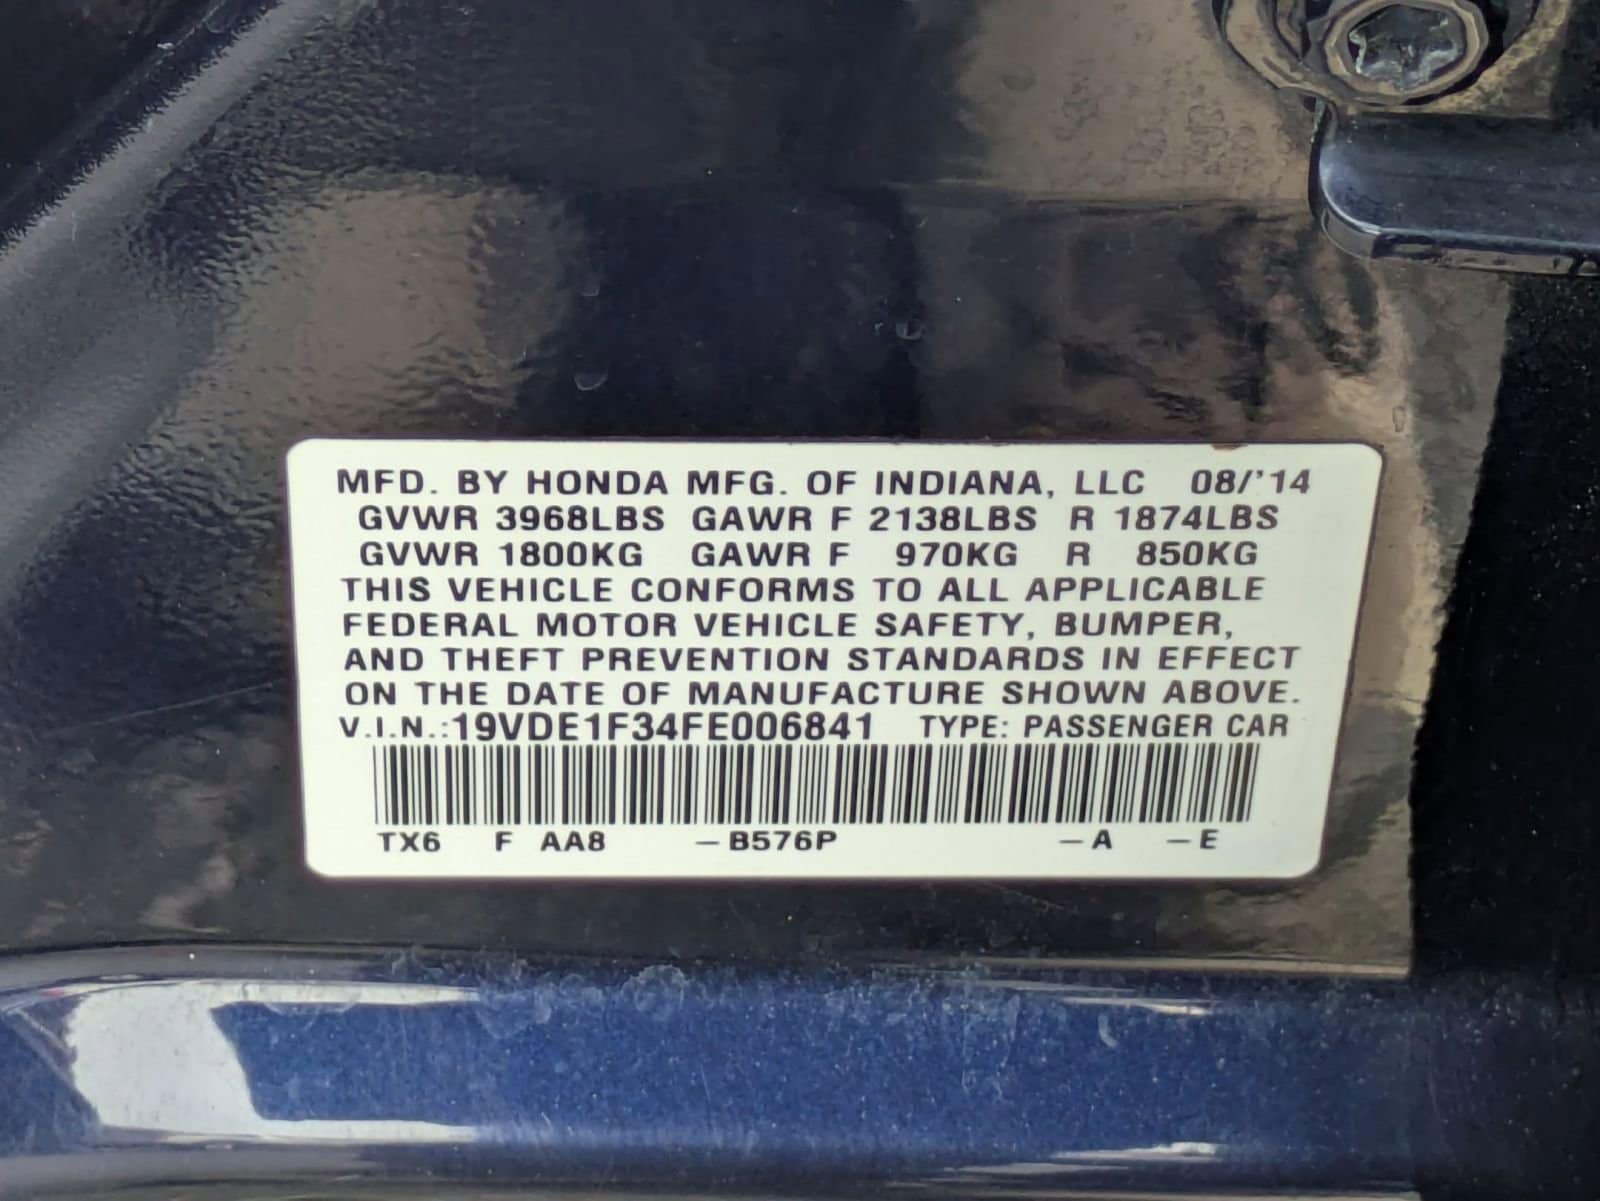 MFD. BY HONDA MFG. OF INDIANA, LLC 08/'14
GVWR 3968LBS GAWR F 2138LBS R 1874LBS
GVWR 1800KG GAWR F 970KG R 850KG
THIS VEHICLE CONFORMS TO ALL APPLICABLE
FEDERAL MOTOR VEHICLE SAFETY, BUMPER,
AND THEFT PREVENTION STANDARDS IN EFFECT
ON THE DATE OF MANUFACTURE SHOWN ABOVE.
V.I.N.:19VDE1F34FE006841 TYPE: PASSENGER CAR
TX6 F AA8 –B576P –A –E